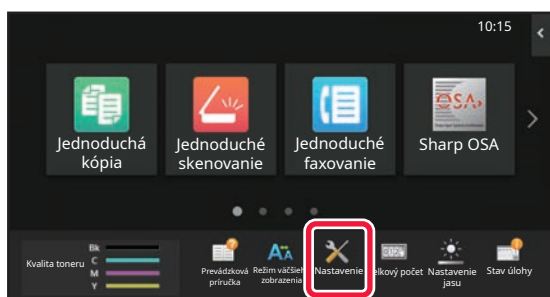 10:15
Jednoduchá
kópia
Jednoduché
skenovanie
Jednoduché
faxovanie
OSA
Sharp OSA
Kvalita toneru
Bk
C
M
Y
Prevádzková
príručka
Režim väčšieh
zobrazenia
Nastavenie
lkový počet
Nastavenie
jasu
Stav úlohy